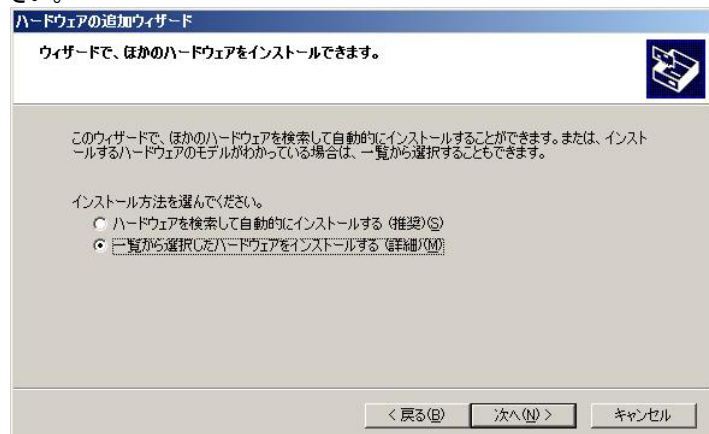 さい。
ハードウェアの追加ウィザード
ウィザードで、ほかのハードウェアをインストールできます。
このウィザードで、ほかのハードウェアを検索して自動的にインストールすることができます。または、インスト
ールするハードウェアのモデルがわかっている場合は、一覧から選択することもできます。
インストール方法を選んでください。
ハードウェアを検索して自動的にインストールする (推奨)(S)
一覧から選択したハードウェアをインストールする (詳細)(M)
< 戻る(B) 次へ(N) > キャンセル